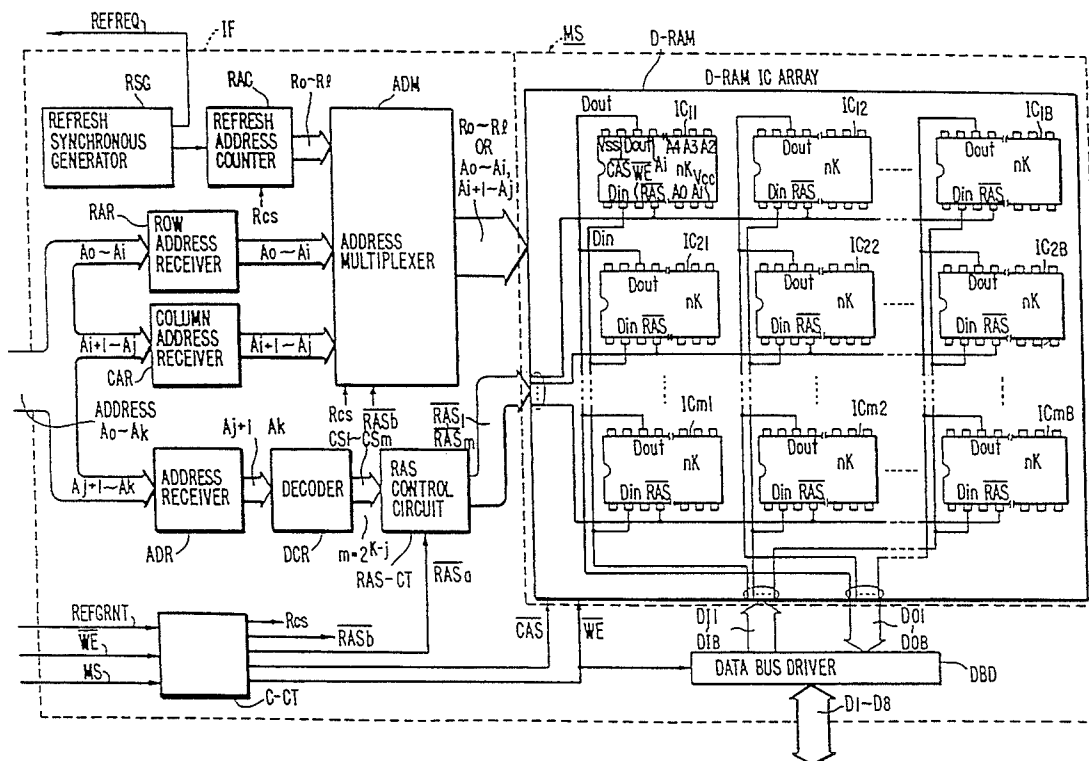 REFREQ
IF
MS
D-RAM
RSG
RAC
Ro~Rℓ
ADM
D-RAM IC ARRAY
REFRESH
SYNCHRONOUS
GENERATOR
REFRESH
ADDRESS
COUNTER
Rcs
Ro~Rℓ
OR
Ao~Ai,
Ai+1~Aj
Dout
IC11
IC12
IC1B
Vss Dout A4 A3 A2
CAS WE Ai nK Vcc
Din RAS A0 A1
Dout
nK
Din RAS
Dout
nK
Din RAS
RAR
ROW
ADDRESS
RECEIVER
Ao~Ai
Ao~Ai
ADDRESS
MULTIPLEXER
Din
IC21
IC22
IC2B
Dout
nK
Din RAS
Dout
nK
Din RAS
Dout
nK
Din RAS
COLUMN
ADDRESS
RECEIVER
Ai+1~Aj
Ai+1~Aj
CAR
ADDRESS
Ao~Ak
Rcs
RASb
RAS1
RASm
ICm1
ICm2
ICmB
Dout
nK
Din RAS
Dout
nK
Din RAS
Dout
nK
Din RAS
Aj+1~Ak
ADDRESS
RECEIVER
ADR
Aj+1 Ak
DECODER
DCR
CS1~CSm
m=2K-j
RAS
CONTROL
CIRCUIT
RAS-CT
RASa
REFGRNT
WE
MS
C-CT
Rcs
RASb
CAS
WE
DI1
DIB
DO1
DOB
DATA BUS DRIVER
DBD
D1~D8